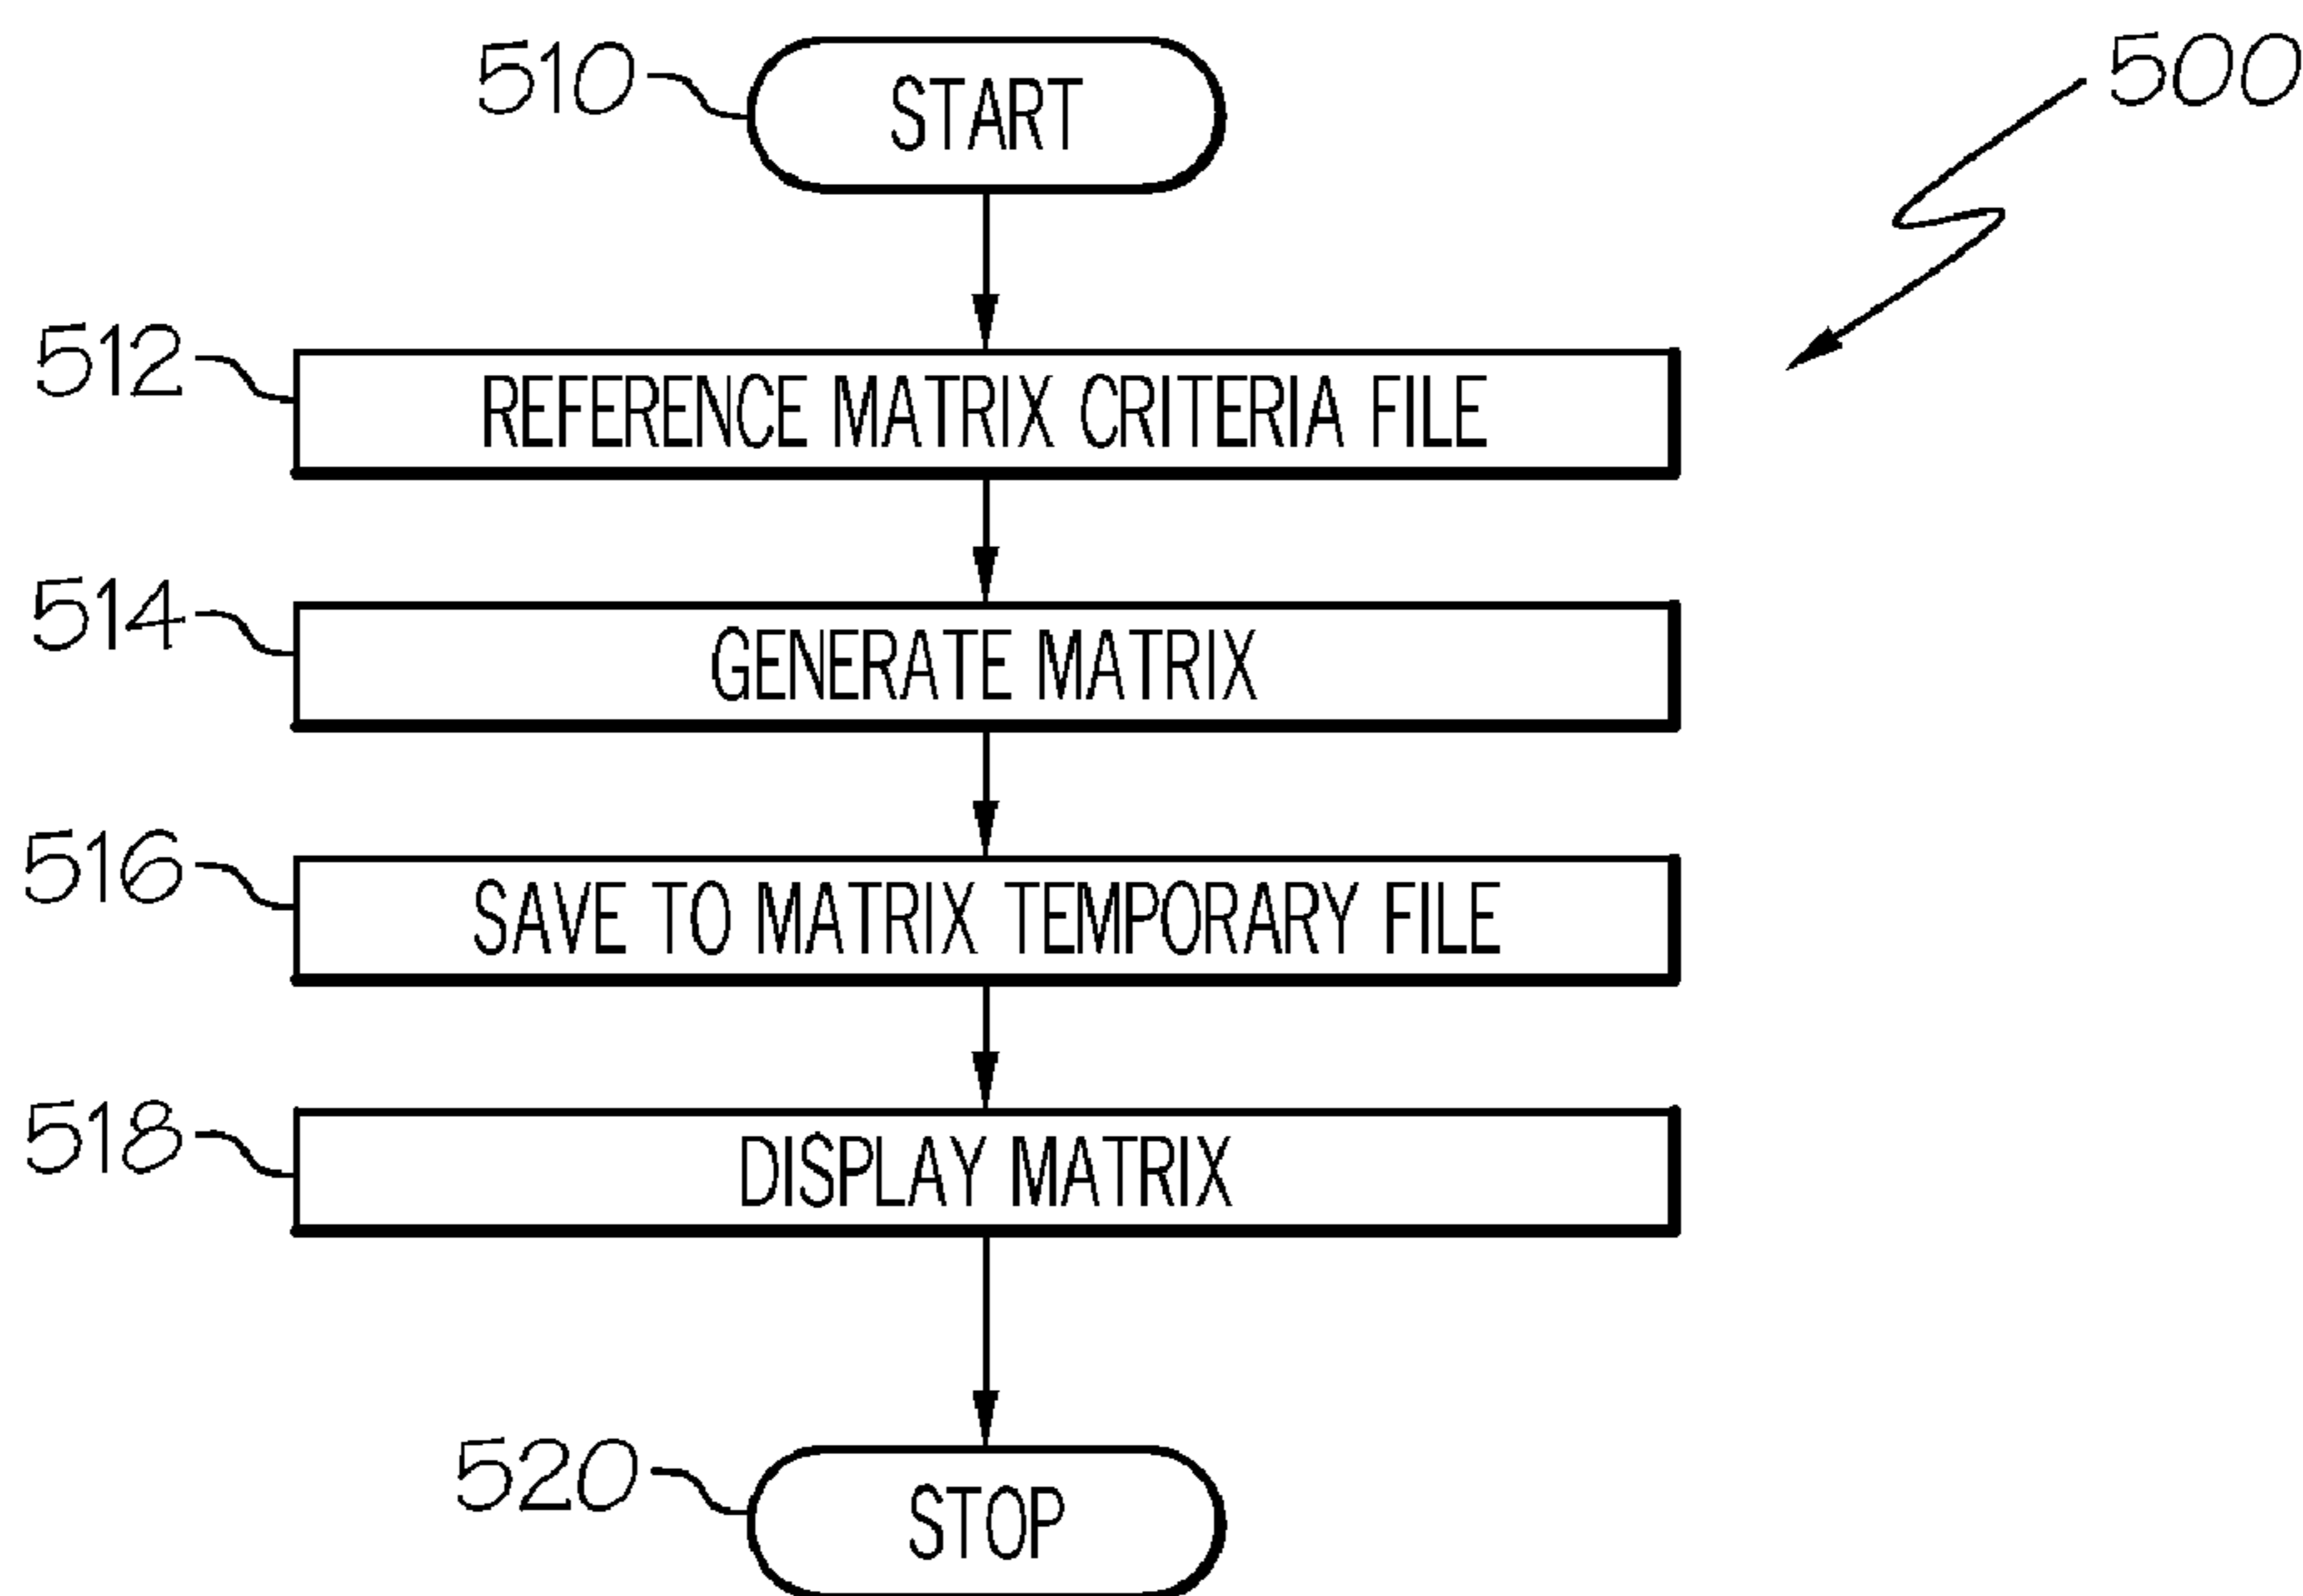 510
START
500
512
REFERENCE MATRIX CRITERIA FILE
514
GENERATE MATRIX
516
SAVE TO MATRIX TEMPORARY FILE
518
DISPLAY MATRIX
520
STOP